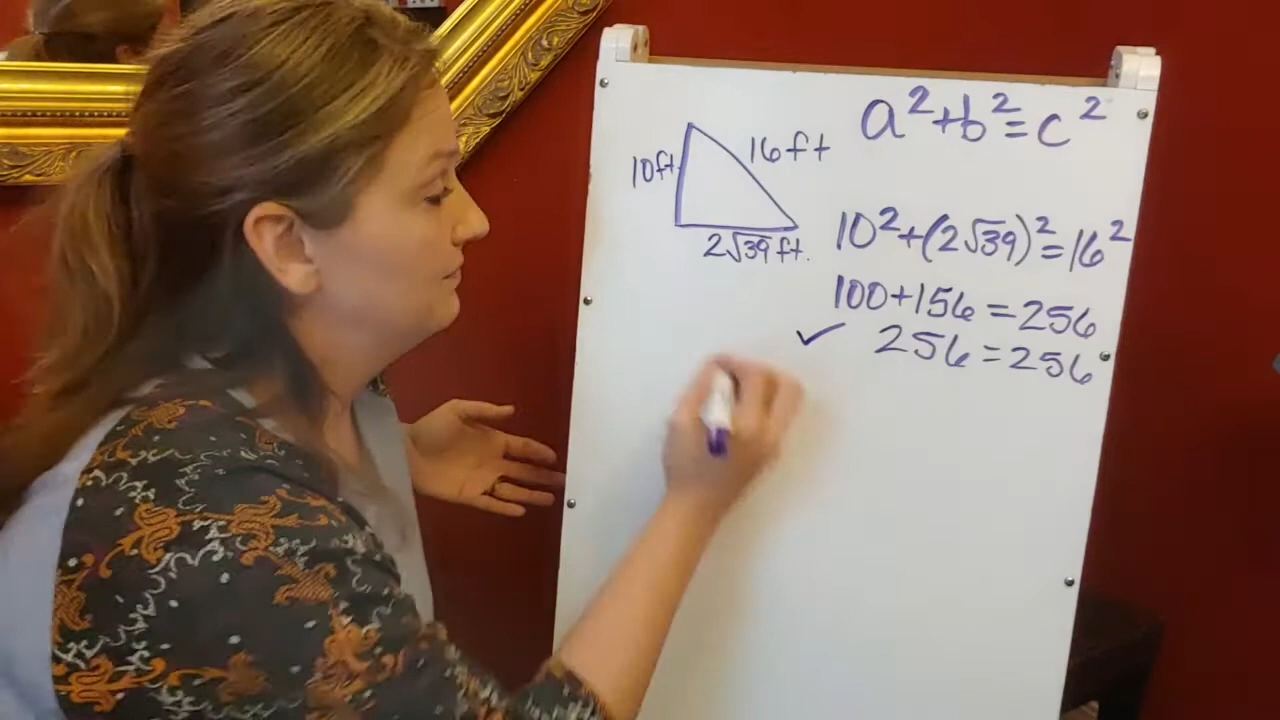 a²+b²=c²
10ft
16ft
2√39 ft.
10²+(2√39)²=16²
100+156=256
✓ 256=256